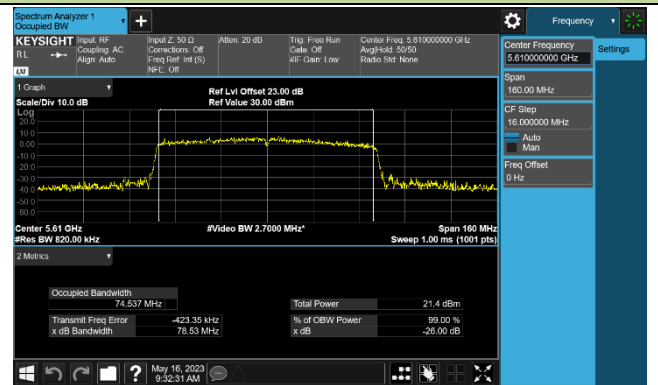 Spectrum Analyzer 1
Occupied BW
Frequency
KEYSIGHT Input: RF
RL
Coupling: AC
Align: Auto
LXI
Input Z: 50 Ω
Corrections: Off
Freq Ref: Int (S)
NFE: Off
Atten: 20 dB
Trig: Free Run
Gate: Off
#IF Gain: Low
Center Freq: 5.610000000 GHz
Avg|Hold: 50/50
Radio Std: None
Center Frequency
5.610000000 GHz
Settings
Span
160.00 MHz
CF Step
16.000000 MHz
Auto
Man
Freq Offset
0 Hz
1 Graph
Scale/Div 10.0 dB
Ref Lvl Offset 23.00 dB
Ref Value 30.00 dBm
Log
20.0
10.0
0.00
-10.0
-20.0
-30.0
-40.0
-50.0
-60.0
Center 5.61 GHz
#Res BW 820.00 kHz
#Video BW 2.7000 MHz*
Span 160 MHz
Sweep 1.00 ms (1001 pts)
2 Metrics
Occupied Bandwidth
74.537 MHz
Total Power 21.4 dBm
Transmit Freq Error -423.35 kHz
% of OBW Power 99.00 %
x dB Bandwidth 78.53 MHz
x dB -26.00 dB
?
May 16, 2023
9:32:31 AM